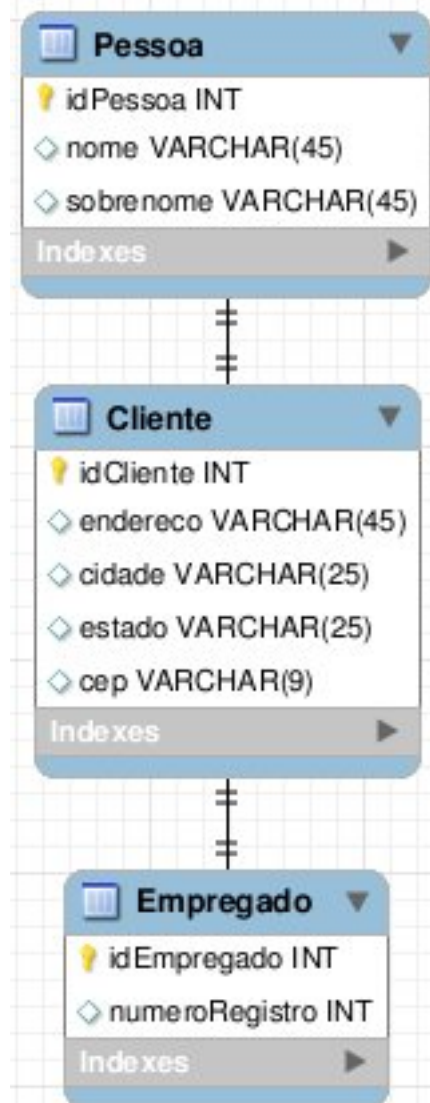 Pessoa
idPessoa INT
nome VARCHAR(45)
sobrenome VARCHAR(45)
Indexes
Cliente
idCliente INT
endereco VARCHAR(45)
cidade VARCHAR(25)
estado VARCHAR(25)
cep VARCHAR(9)
Indexes
Empregado
idEmpregado INT
numeroRegistro INT
Indexes